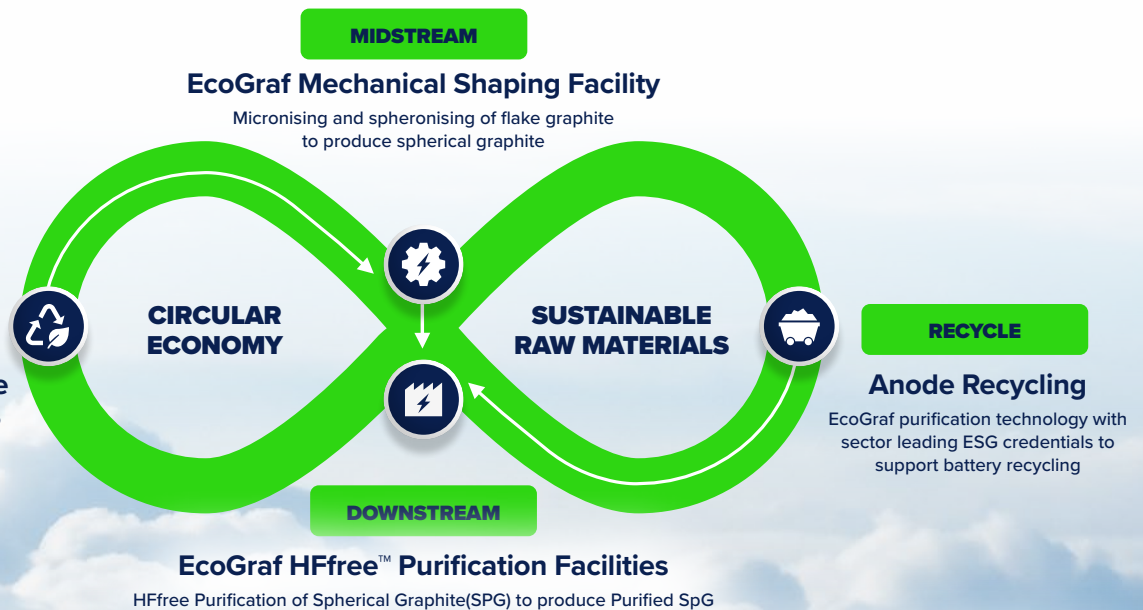 MIDSTREAM
EcoGraf Mechanical Shaping Facility
Micronising and spheronising of flake graphite
to produce spherical graphite
CIRCULAR
ECONOMY
SUSTAINABLE
RAW MATERIALS
RECYCLE
Anode Recycling
EcoGraf purification technology with
sector leading ESG credentials to
support battery recycling
DOWNSTREAM
EcoGraf HFfree™ Purification Facilities
HFfree Purification of Spherical Graphite(SPG) to produce Purified SpG